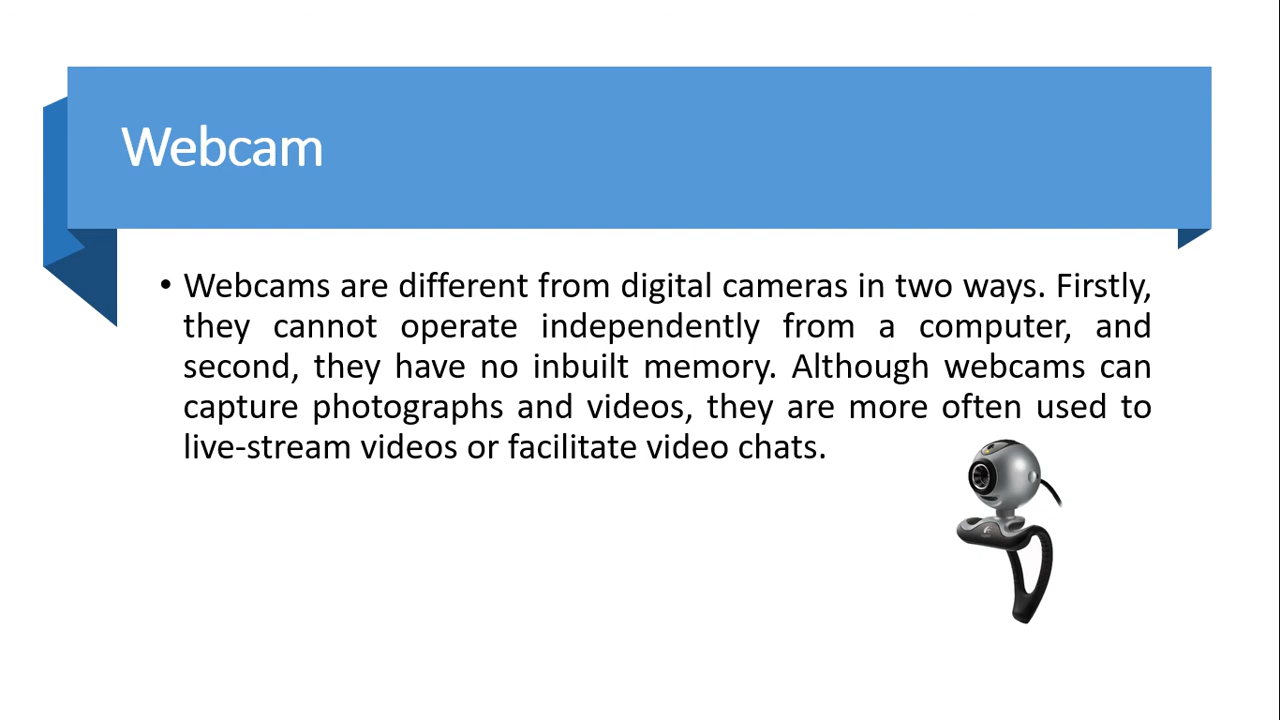 Webcam
• Webcams are different from digital cameras in two ways. Firstly,
they cannot operate independently from a computer, and
second, they have no inbuilt memory. Although webcams can
capture photographs and videos, they are more often used to
live-stream videos or facilitate video chats.